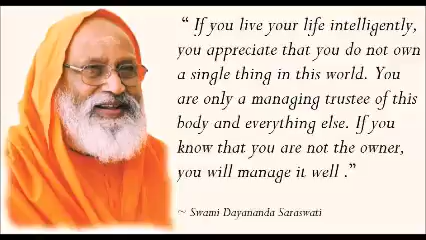 “ If you live your life intelligently,
you appreciate that you do not own
a single thing in this world. You
are only a managing trustee of this
body and everything else. If you
know that you are not the owner,
you will manage it well .”
~ Swami Dayananda Saraswati